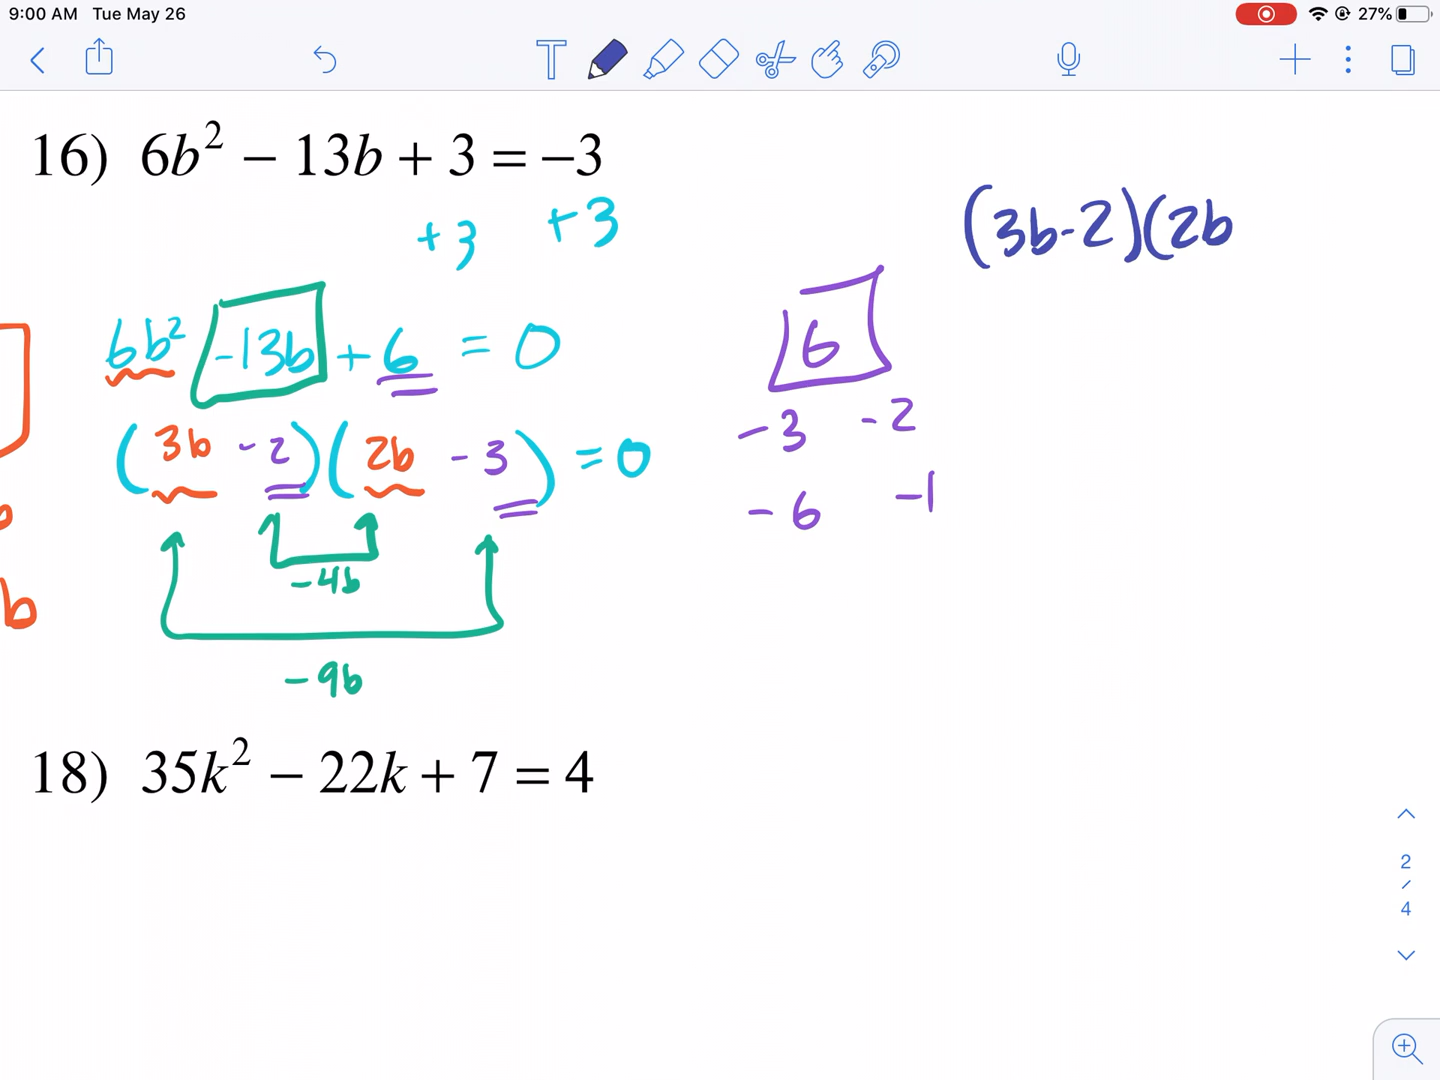 9:00 AM Tue May 26
27%
T
16) 6b² − 13b + 3 = −3
+3 +3
(3b-2)(2b
6b² -13b + 6 = 0
6
(3b -2)(2b -3) = 0
-3 -2
-6 -1
-4b
b
-9b
18) 35k² − 22k + 7 = 4
2
/
4